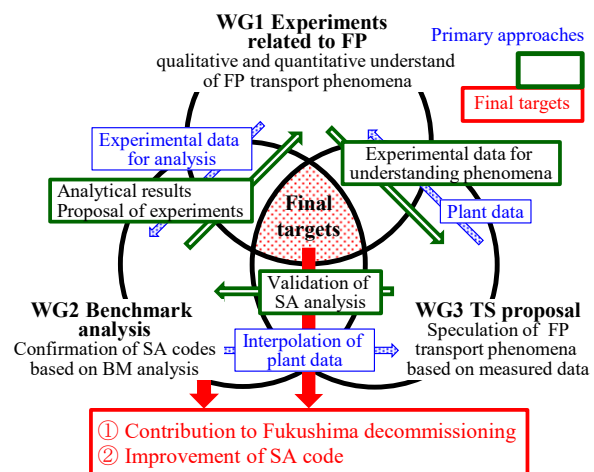 WG1 Experiments
related to FP
qualitative and quantitative understand
of FP transport phenomena
Primary approaches
Final targets
Experimental data
for analysis
Analytical results
Proposal of experiments
Experimental data for
understanding phenomena
Plant data
Final
targets
Validation of
SA analysis
WG2 Benchmark
analysis
Confirmation of SA codes
based on BM analysis
Interpolation of
plant data
WG3 TS proposal
Speculation of FP
transport phenomena
based on measured data
① Contribution to Fukushima decommissioning
② Improvement of SA code